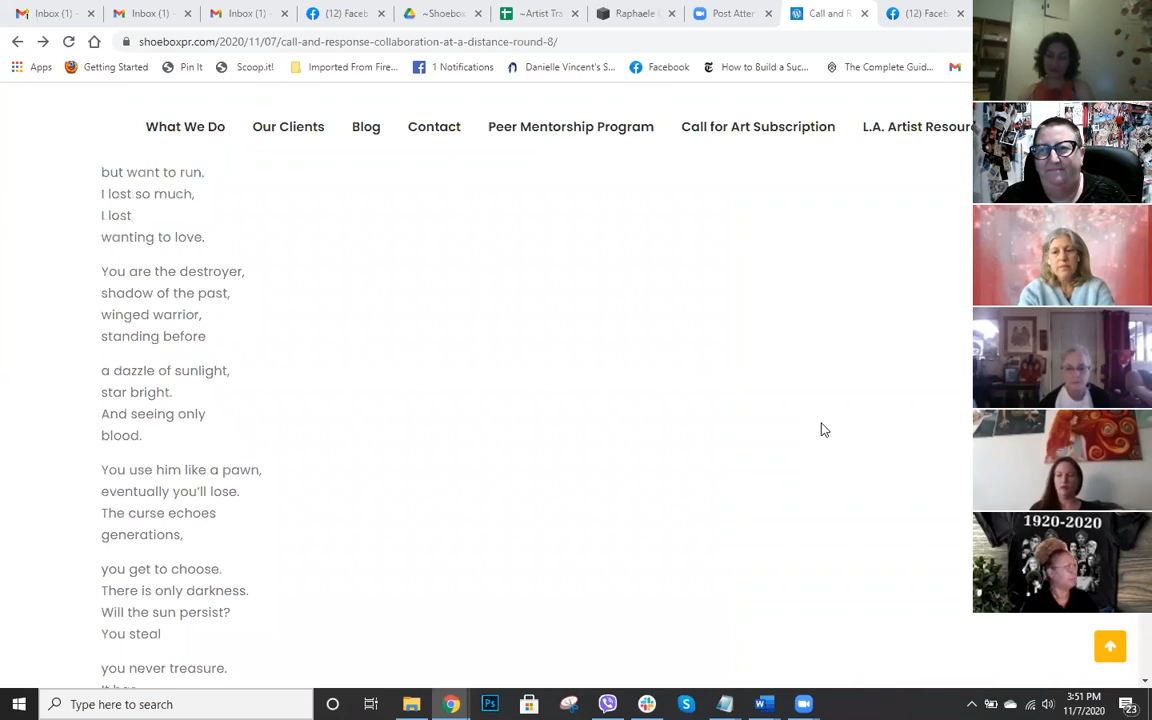 Inbox (1) -
Inbox (1) -
Inbox (1) -
(12) Faceb
~Shoebox
~Artist Tra
Raphaele
Post Atter
Call and R
(12) Faceb
shoeboxpr.com/2020/11/07/call-and-response-collaboration-at-a-distance-round-8/
Apps
Getting Started
Pin It
Scoop.it!
Imported From Fire...
1 Notifications
Danielle Vincent's S...
Facebook
How to Build a Suc...
The Complete Guid...
What We Do
Our Clients
Blog
Contact
Peer Mentorship Program
Call for Art Subscription
L.A. Artist Resour
but want to run.
I lost so much,
I lost
wanting to love.
You are the destroyer,
shadow of the past,
winged warrior,
standing before
a dazzle of sunlight,
star bright.
And seeing only
blood.
You use him like a pawn,
eventually you'll lose.
The curse echoes
generations,
you get to choose.
There is only darkness.
Will the sun persist?
You steal
you never treasure.
1920-2020
Type here to search
Ps
3:51 PM
11/7/2020
23